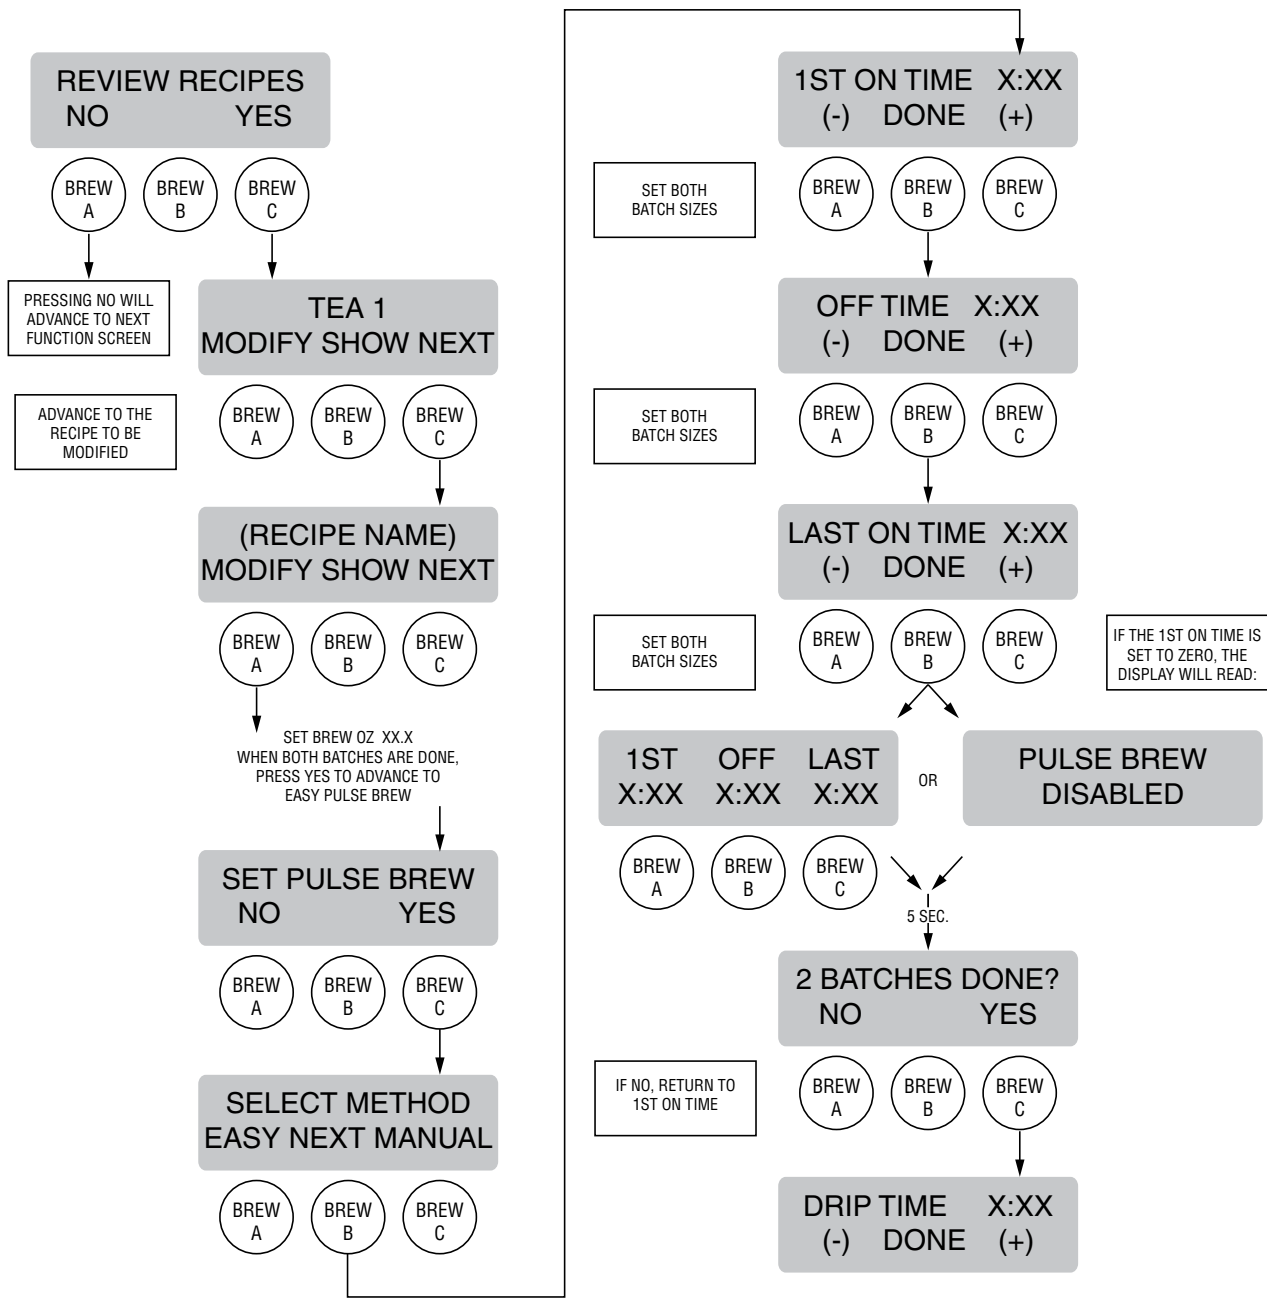 REVIEW RECIPES
NO YES
BREW
A
BREW
B
BREW
C
PRESSING NO WILL
ADVANCE TO NEXT
FUNCTION SCREEN
TEA 1
MODIFY SHOW NEXT
ADVANCE TO THE
RECIPE TO BE
MODIFIED
BREW
A
BREW
B
BREW
C
(RECIPE NAME)
MODIFY SHOW NEXT
BREW
A
BREW
B
BREW
C
SET BREW OZ XX.X
WHEN BOTH BATCHES ARE DONE,
PRESS YES TO ADVANCE TO
EASY PULSE BREW
SET PULSE BREW
NO YES
BREW
A
BREW
B
BREW
C
SELECT METHOD
EASY NEXT MANUAL
BREW
A
BREW
B
BREW
C
1ST ON TIME X:XX
(-) DONE (+)
SET BOTH
BATCH SIZES
BREW
A
BREW
B
BREW
C
OFF TIME X:XX
(-) DONE (+)
SET BOTH
BATCH SIZES
BREW
A
BREW
B
BREW
C
LAST ON TIME X:XX
(-) DONE (+)
SET BOTH
BATCH SIZES
BREW
A
BREW
B
BREW
C
IF THE 1ST ON TIME IS
SET TO ZERO, THE
DISPLAY WILL READ:
1ST OFF LAST
X:XX X:XX X:XX
OR
PULSE BREW
DISABLED
BREW
A
BREW
B
BREW
C
5 SEC.
2 BATCHES DONE?
NO YES
IF NO, RETURN TO
1ST ON TIME
BREW
A
BREW
B
BREW
C
DRIP TIME X:XX
(-) DONE (+)